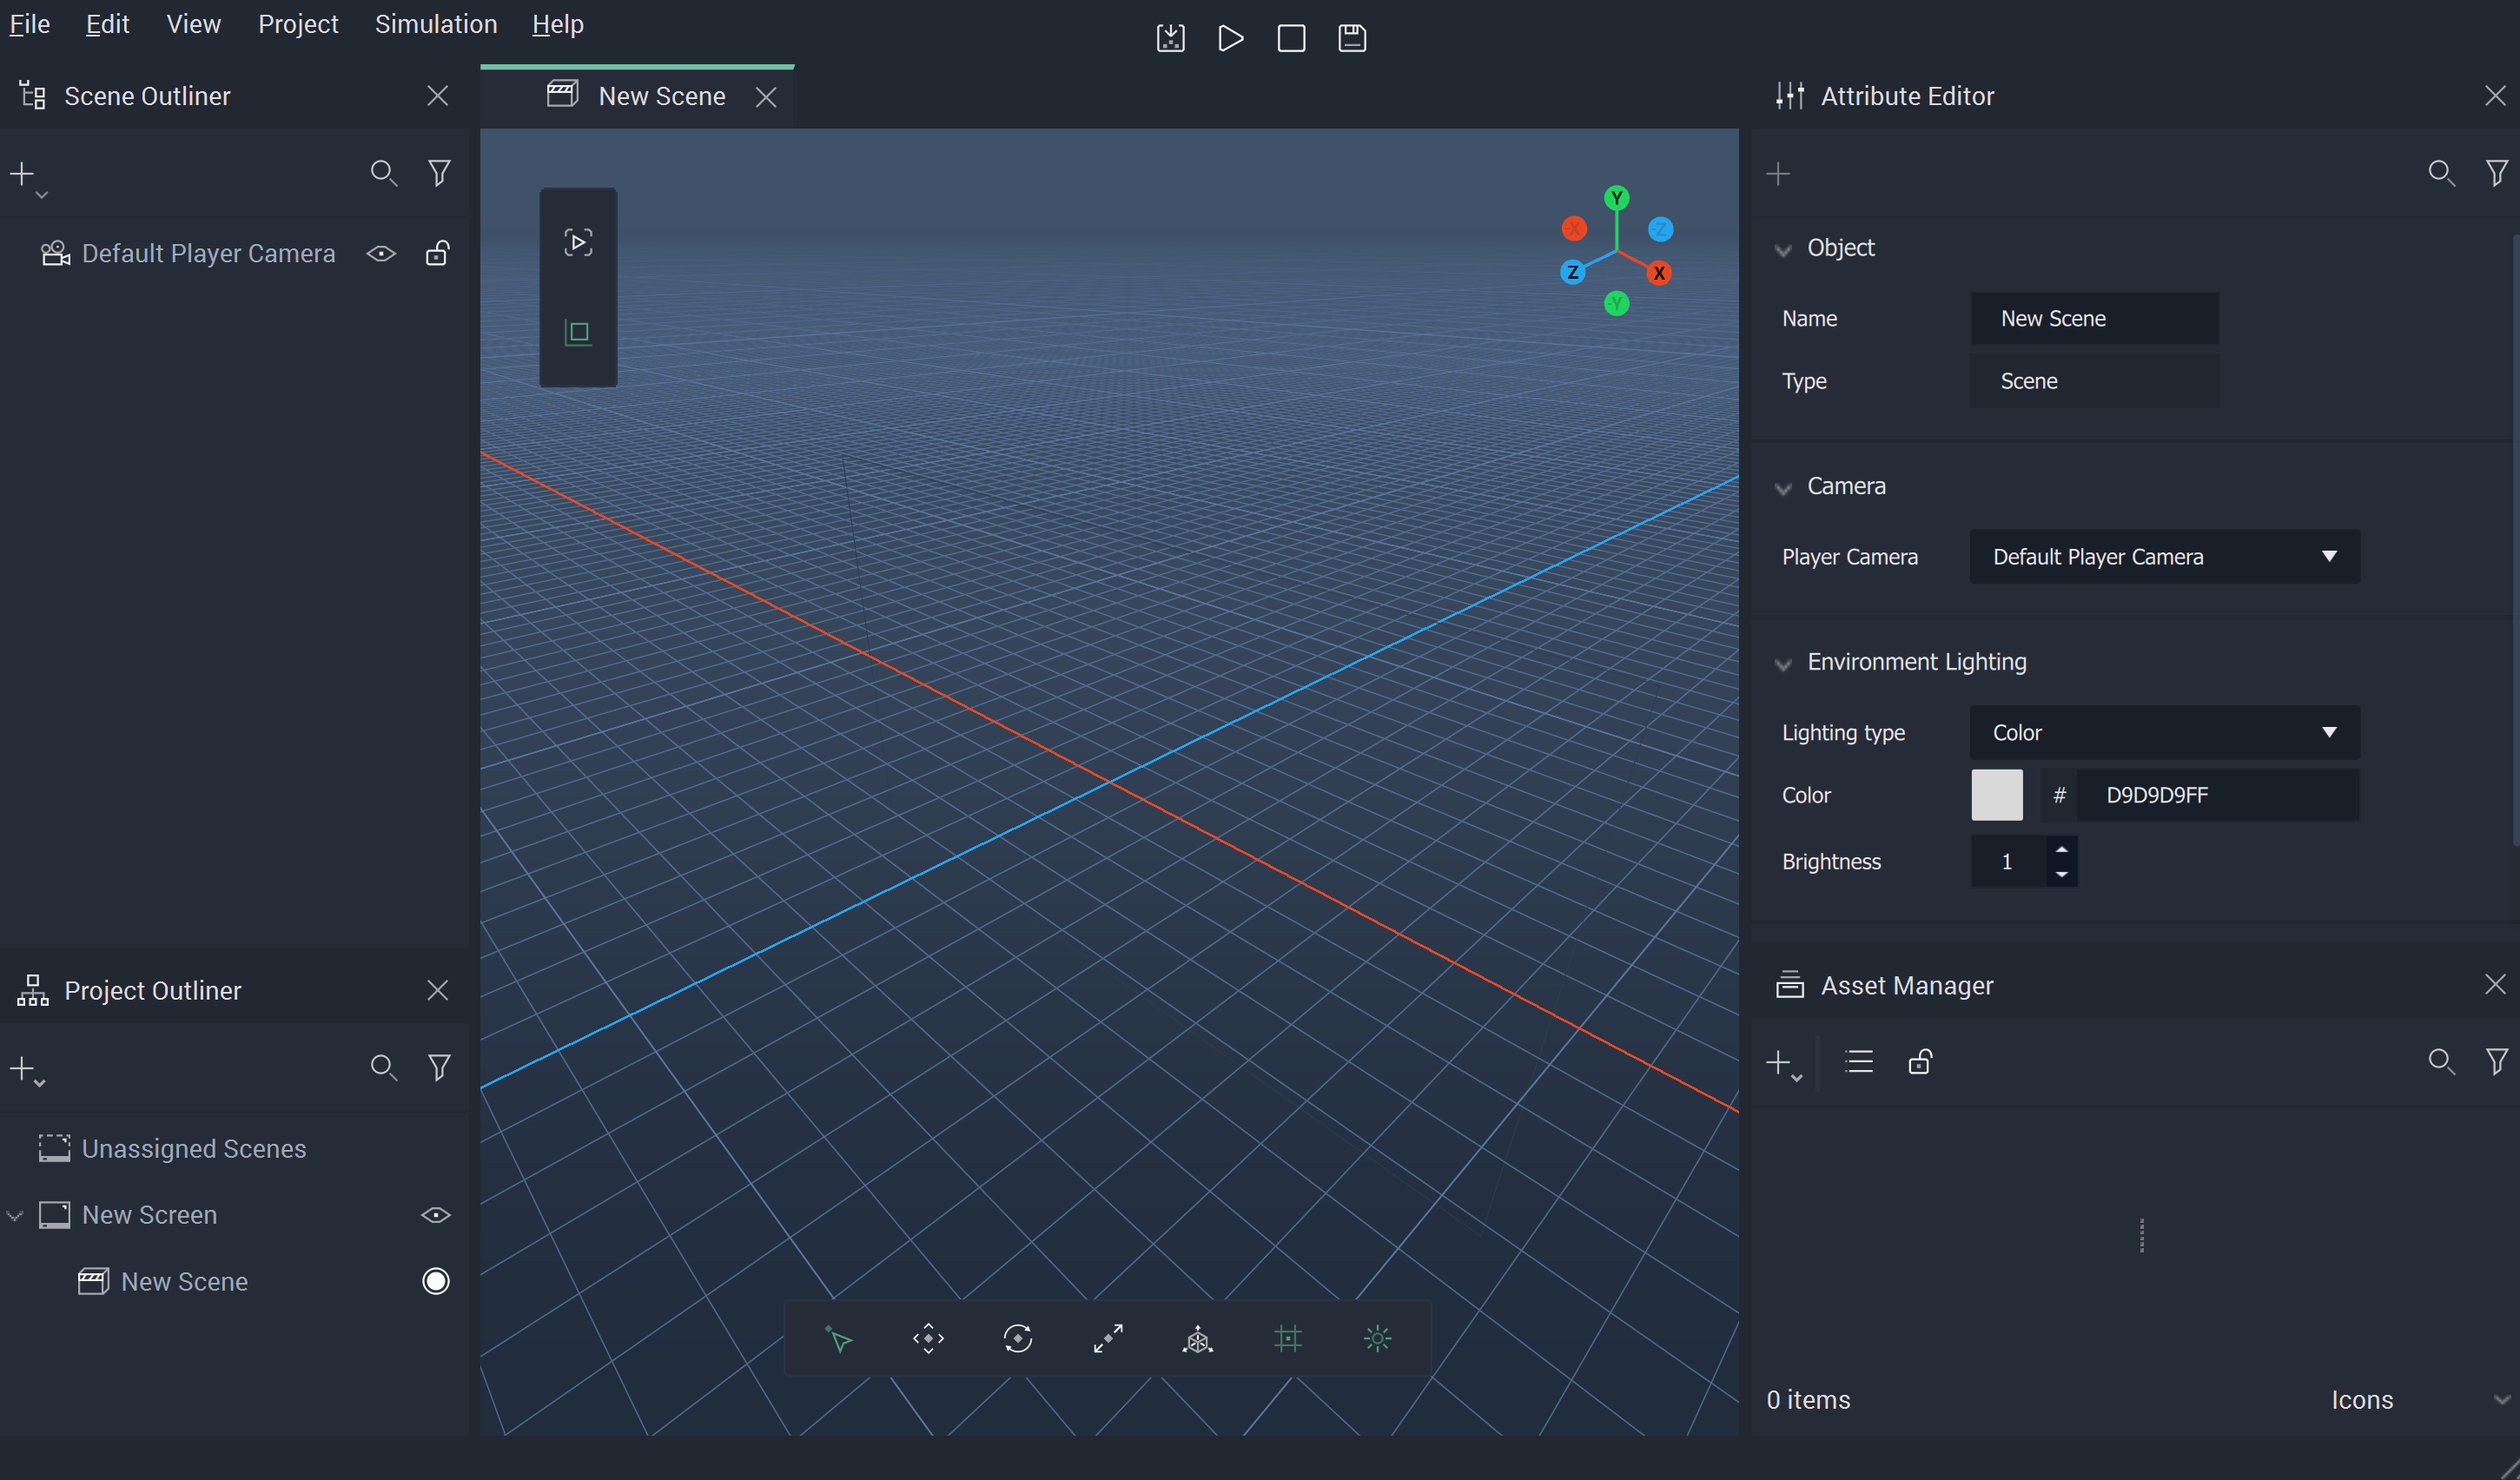 File Edit View Project Simulation Help
Scene Outliner
Default Player Camera
Project Outliner
Unassigned Scenes
New Screen
New Scene
New Scene
Y
-X
-Z
Z
X
-Y
Attribute Editor
Object
Name New Scene
Type Scene
Camera
Player Camera Default Player Camera
Environment Lighting
Lighting type Color
Color # D9D9D9FF
Brightness 1
Asset Manager
0 items Icons